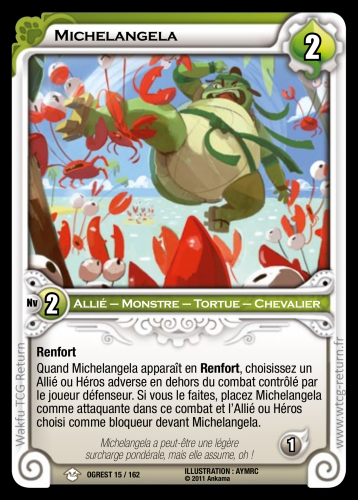 Michelangela
2
Nv 2 Allié – Monstre – Tortue – Chevalier
Renfort
Quand Michelangela apparaît en Renfort, choisissez un
Allié ou Héros adverse en dehors du combat contrôlé par
le joueur défenseur. Si vous le faites, placez Michelangela
comme attaquante dans ce combat et l'Allié ou Héros
choisi comme bloqueur devant Michelangela.
Michelangela a peut-être une légère
surcharge pondérale, mais elle assume, oh !
1
OGREST 15 / 162
ILLUSTRATION : AYMRC
© 2011 Ankama
Wakfu TCG Return
www.wtcg-return.fr